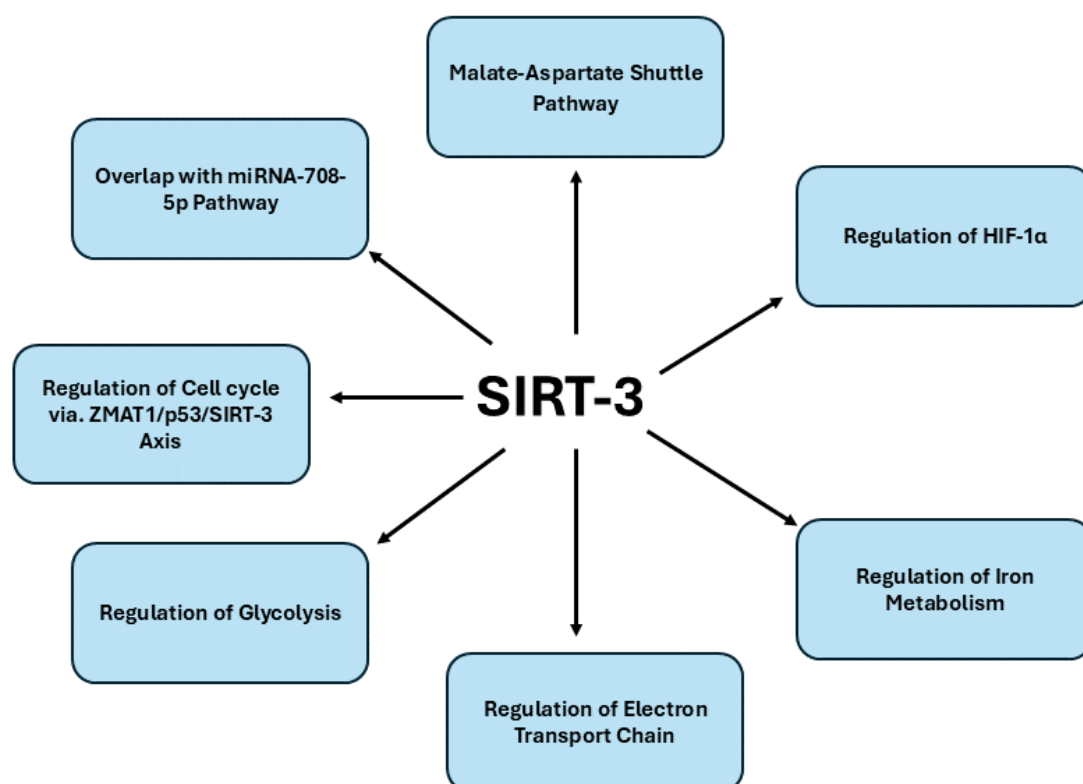 Malate-Aspartate Shuttle
Pathway
Overlap with miRNA-708-
5p Pathway
Regulation of HIF-1α
SIRT-3
Regulation of Cell cycle
via. ZMAT1/p53/SIRT-3
Axis
Regulation of Glycolysis
Regulation of Iron
Metabolism
Regulation of Electron
Transport Chain